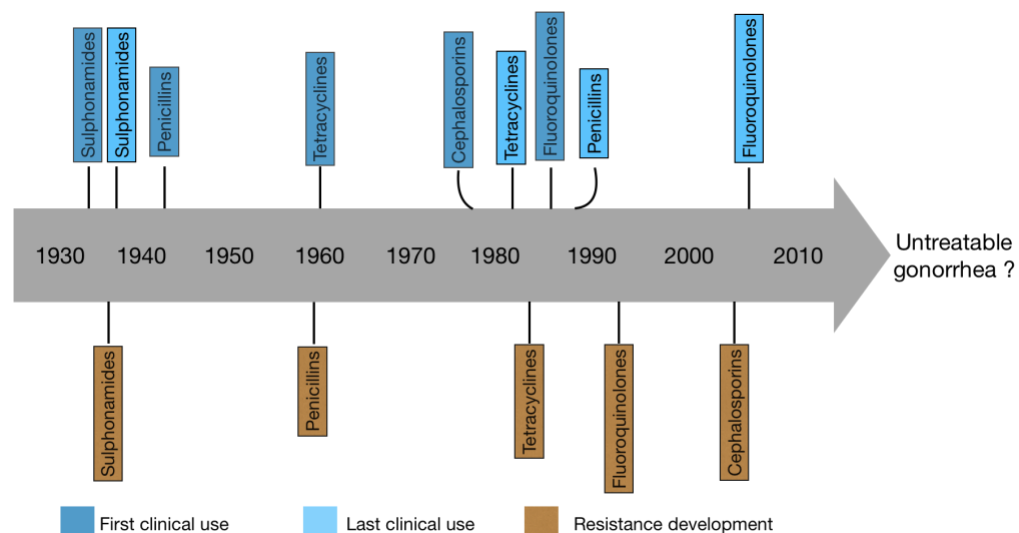 Sulphonamides
Sulphonamides
Penicillins
Tetracyclines
Cephalosporins
Tetracyclines
Fluoroquinolones
Penicillins
Fluoroquinolones
1930 1940 1950 1960 1970 1980 1990 2000 2010
Untreatable
gonorrhea ?
Sulphonamides
Penicillins
Tetracyclines
Fluoroquinolones
Cephalosporins
First clinical use
Last clinical use
Resistance development